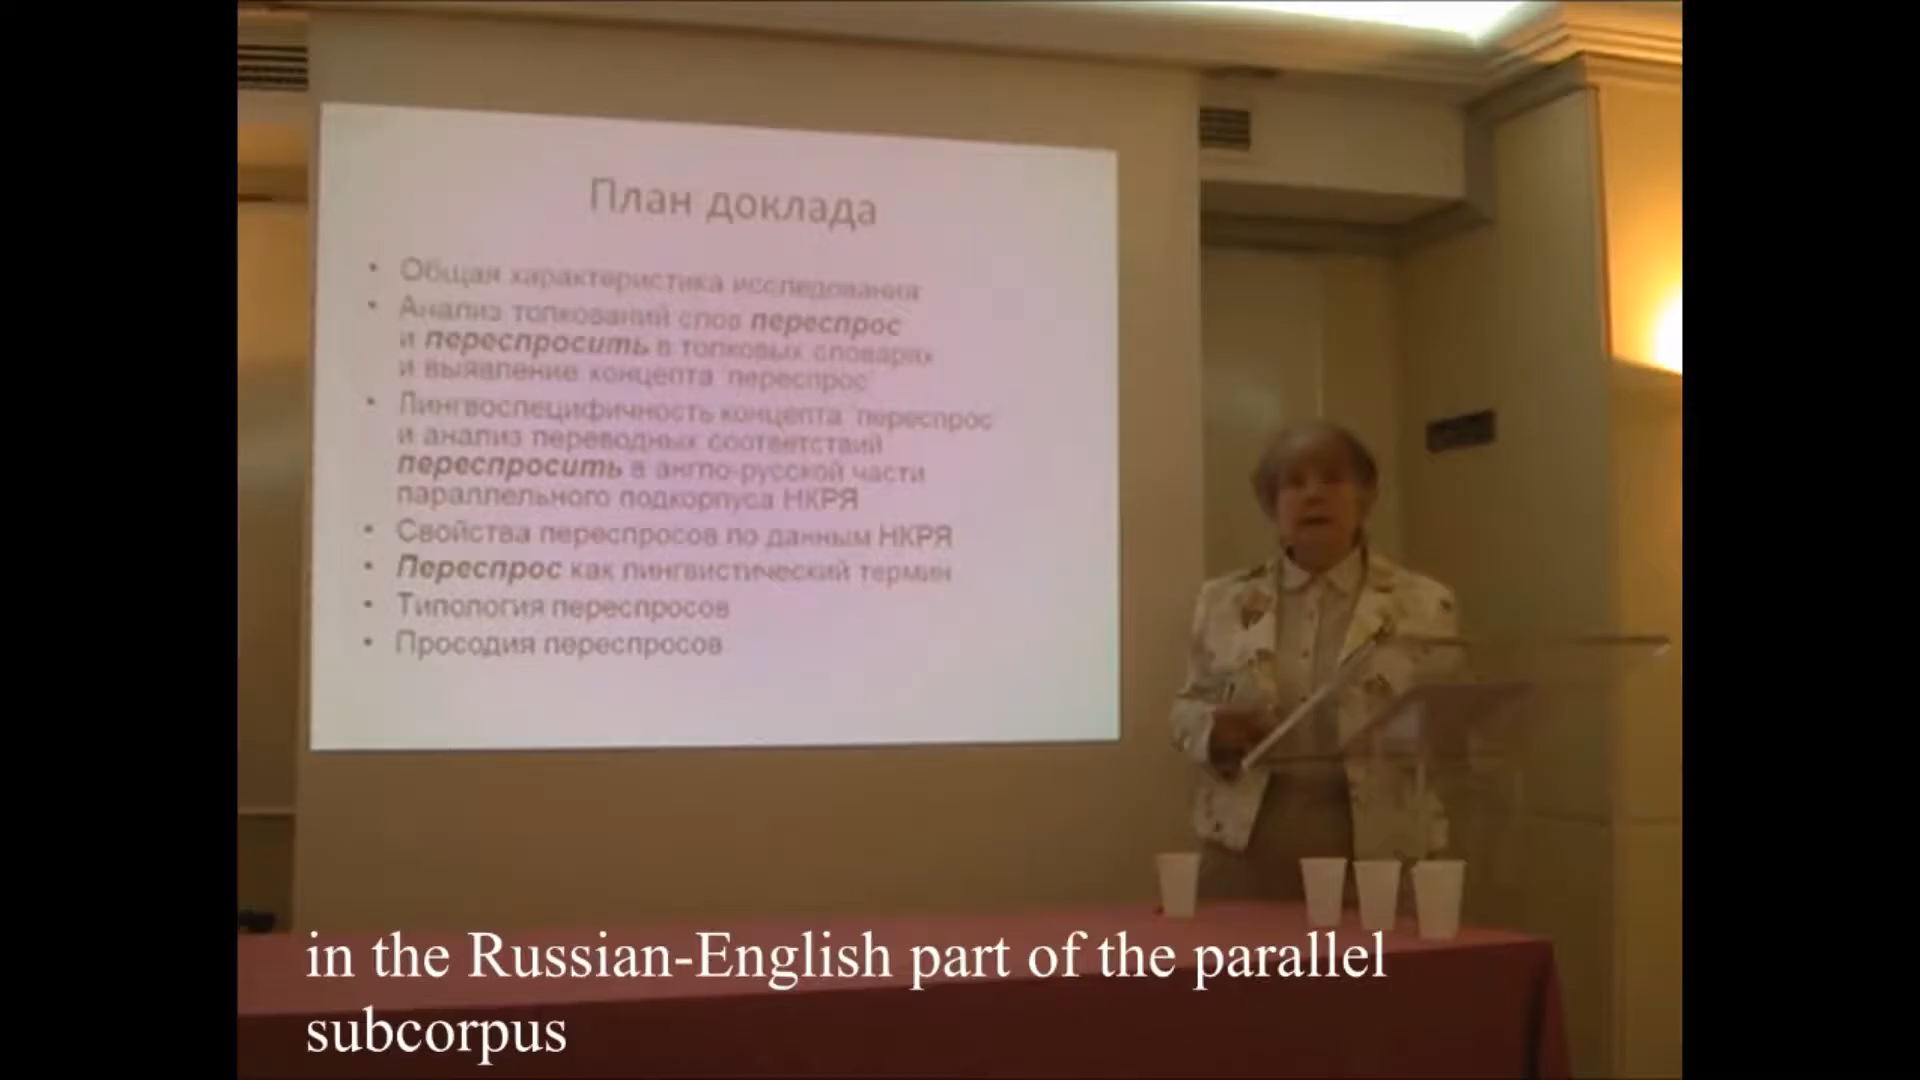 План доклада
• Общая характеристика исследования
• Анализ толкований слов переспрос
и переспросить в толковых словарях
и выявление концепта 'переспрос'
• Лингвоспецифичность концепта 'переспрос'
и анализ переводных соответствий
переспросить в англо-русской части
параллельного подкорпуса НКРЯ
• Свойства переспросов по данным НКРЯ
• Переспрос как лингвистический термин
• Типология переспросов
• Просодия переспросов
in the Russian-English part of the parallel
subcorpus